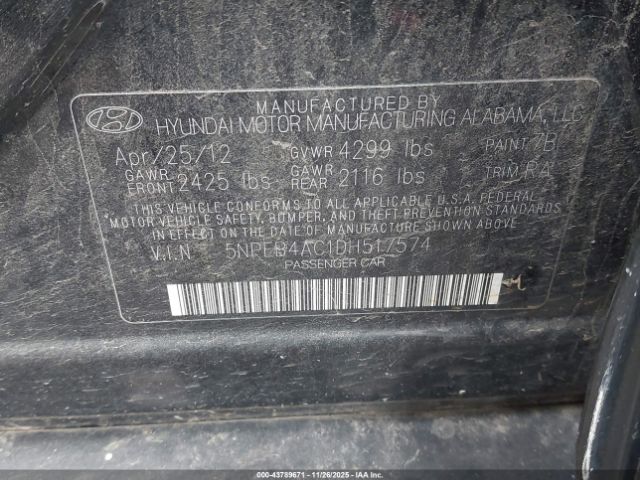 MANUFACTURED BY
HYUNDAI MOTOR MANUFACTURING ALABAMA, LLC
Apr/25/12 GVWR 4299 lbs PAINT 7B
GAWR FRONT 2425 lbs GAWR REAR 2116 lbs TRIM RA
THIS VEHICLE CONFORMS TO ALL APPLICABLE U.S.A. FEDERAL
MOTOR VEHICLE SAFETY, BUMPER, AND THEFT PREVENTION STANDARDS
IN EFFECT ON THE DATE OF MANUFACTURE SHOWN ABOVE.
V.I.N 5NPEB4AC1DH517574
PASSENGER CAR
000-43789671 - 11/26/2025 - IAAI.com